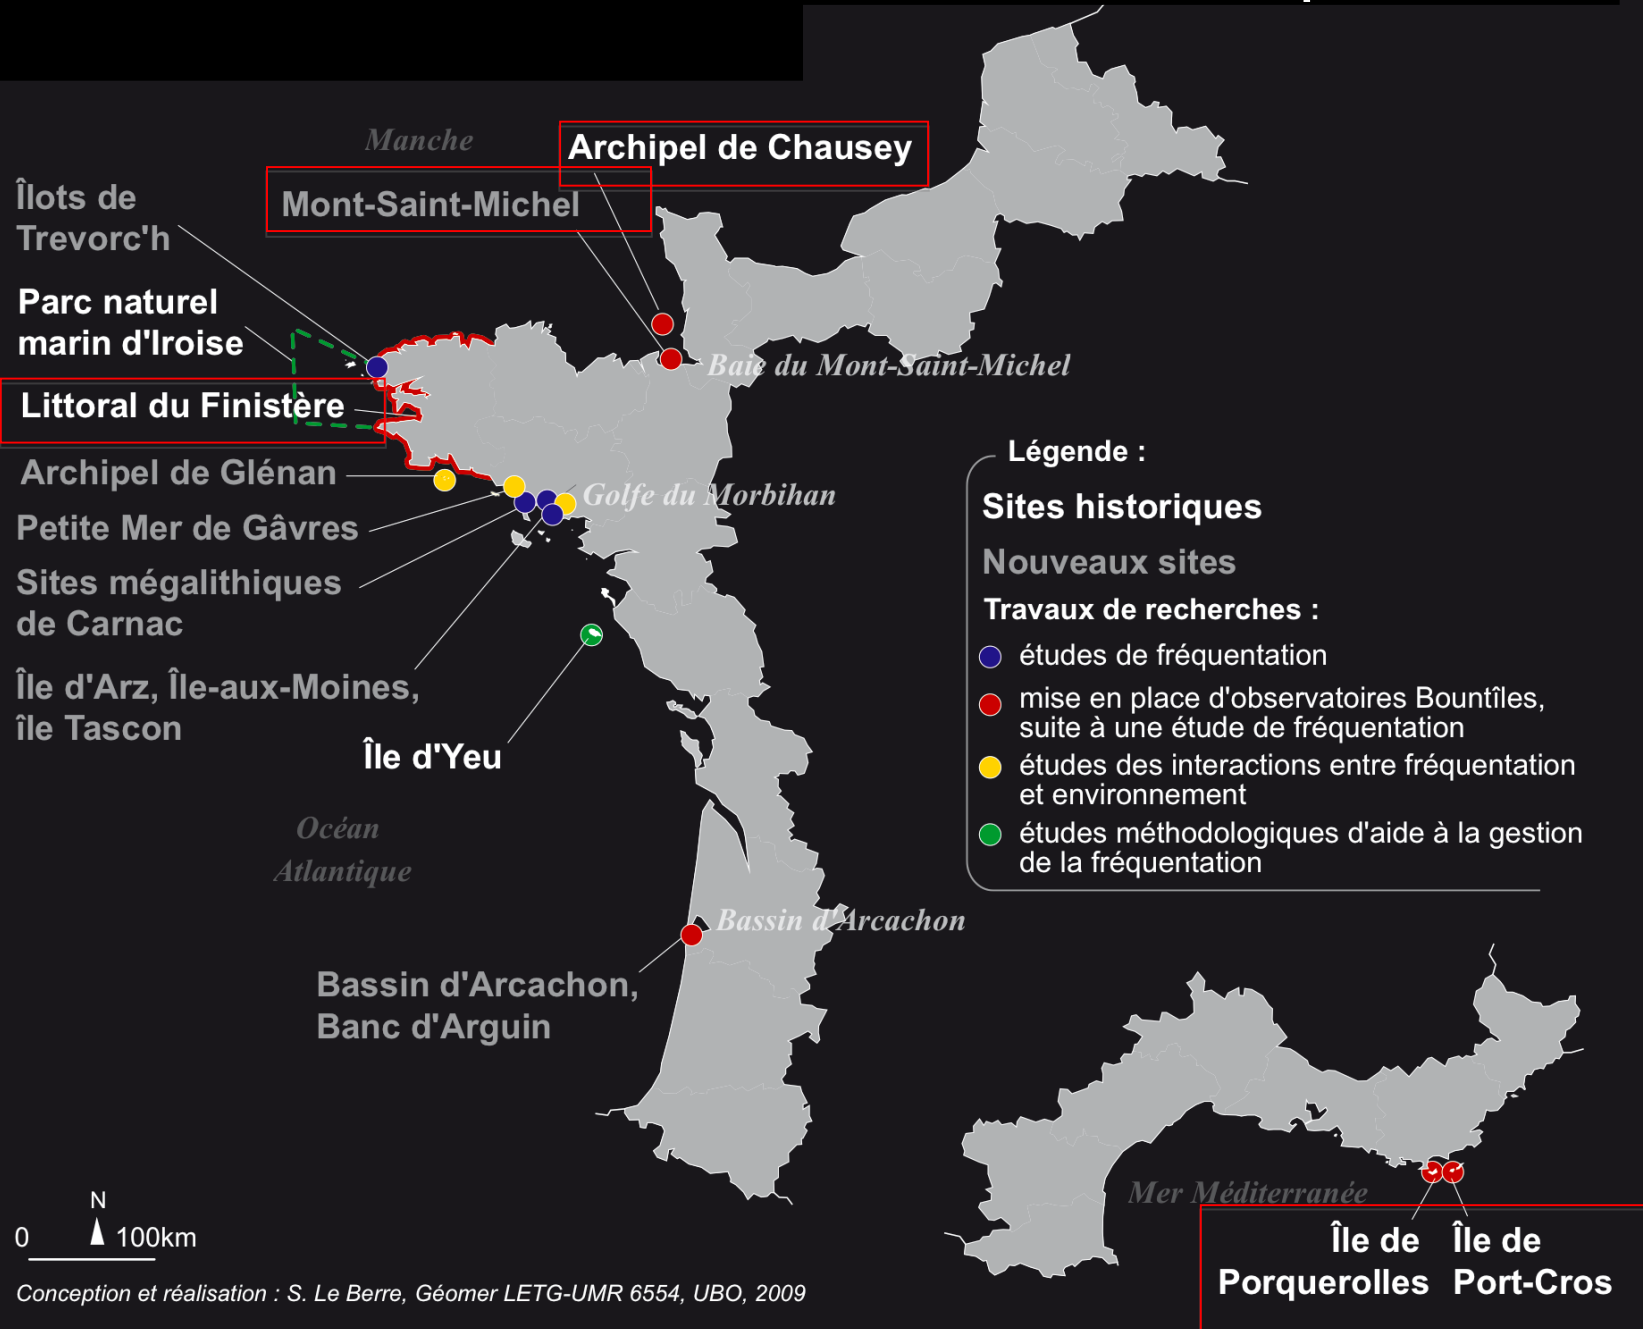 Manche
Archipel de Chausey
Mont-Saint-Michel
Îlots de
Trevorc'h
Parc naturel
marin d'Iroise
Baie du Mont-Saint-Michel
Littoral du Finistère
Archipel de Glénan
Golfe du Morbihan
Petite Mer de Gâvres
Sites mégalithiques
de Carnac
Île d'Arz, Île-aux-Moines,
île Tascon
Île d'Yeu
Océan
Atlantique
Légende :
Sites historiques
Nouveaux sites
Travaux de recherches :
études de fréquentation
mise en place d'observatoires Bountîles,
suite à une étude de fréquentation
études des interactions entre fréquentation
et environnement
études méthodologiques d'aide à la gestion
de la fréquentation
Bassin d'Arcachon
Bassin d'Arcachon,
Banc d'Arguin
Mer Méditerranée
Île de
Porquerolles
Île de
Port-Cros
N
0 100km
Conception et réalisation : S. Le Berre, Géomer LETG-UMR 6554, UBO, 2009